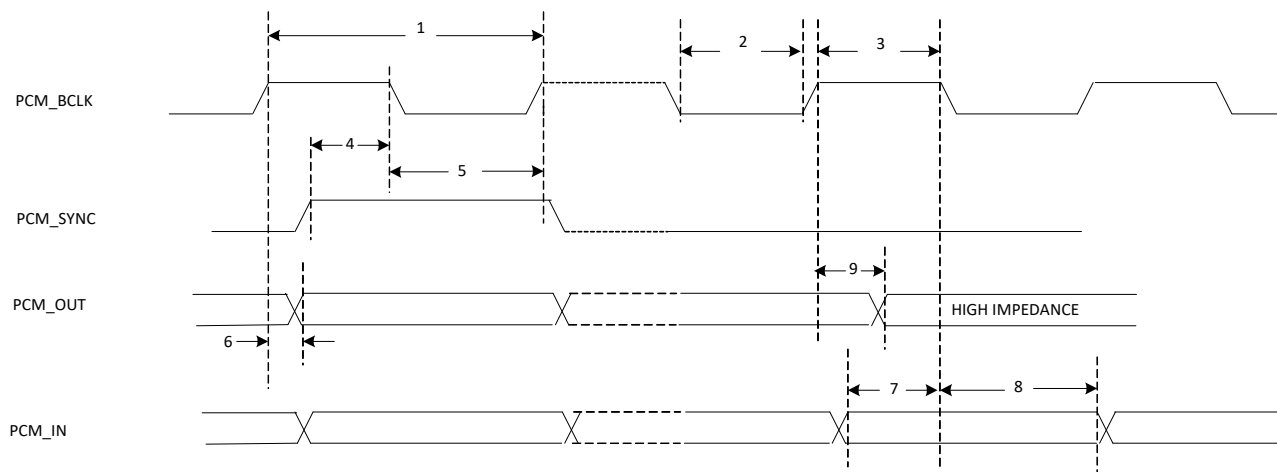 1
2
3
PCM_BCLK
4
5
PCM_SYNC
9
PCM_OUT
HIGH IMPEDANCE
6
7
8
PCM_IN